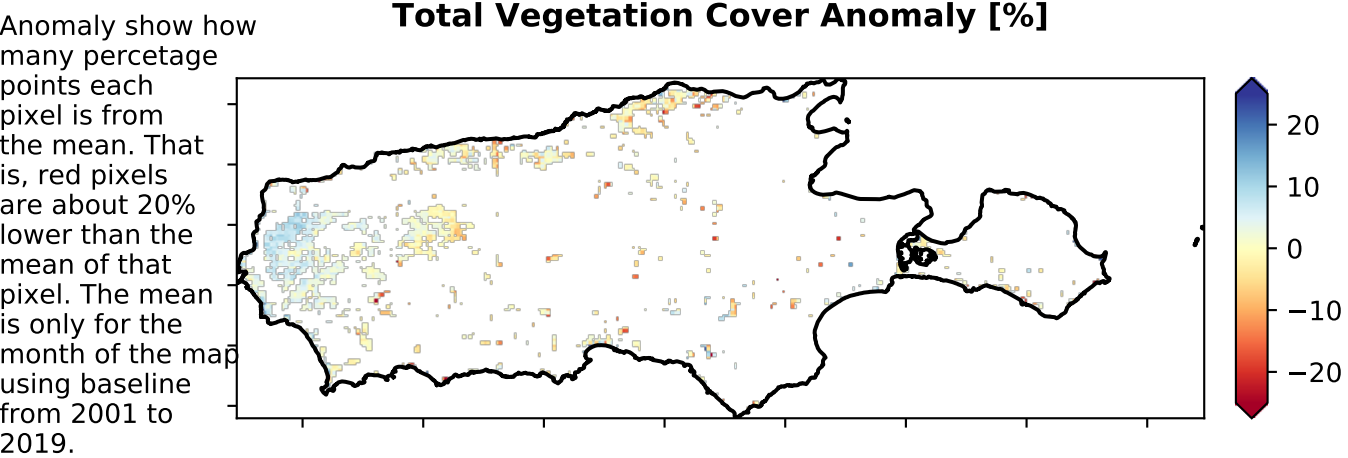 Total Vegetation Cover Anomaly [%]
Anomaly show how
many percetage
points each
pixel is from
the mean. That
is, red pixels
are about 20%
lower than the
mean of that
pixel. The mean
is only for the
month of the map
using baseline
from 2001 to
2019.
20
10
0
−10
−20